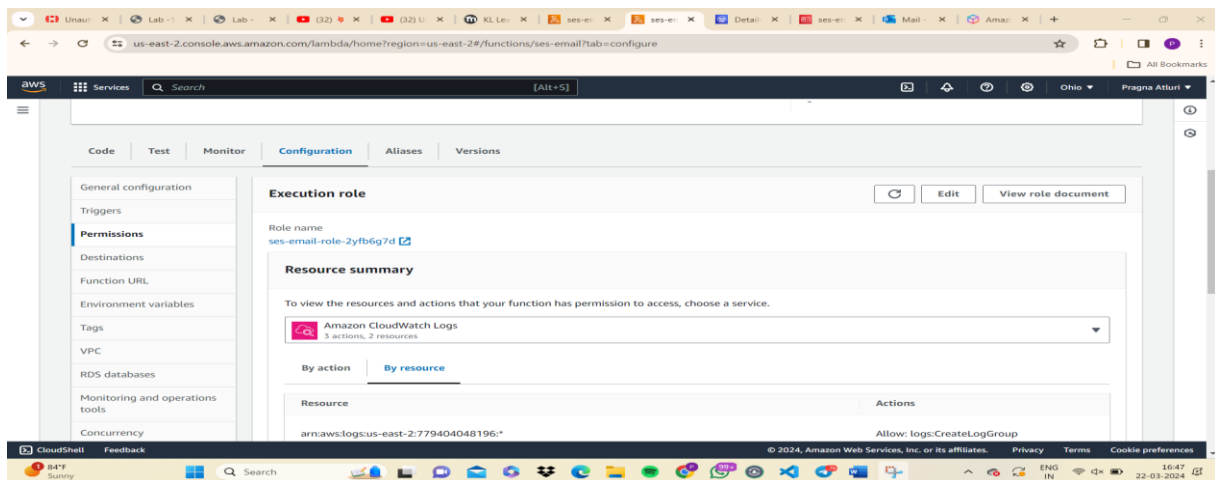 Unaut
Lab -1
Lab -
(32)
(32) U
KL Lec
ses-en
ses-em
Detail
ses-en
Mail -
Amaz
us-east-2.console.aws.amazon.com/lambda/home?region=us-east-2#/functions/ses-email?tab=configure
P
All Bookmarks
aws
Services
Search
[Alt+S]
Ohio
Pragna Atluri
Code
Test
Monitor
Configuration
Aliases
Versions
General configuration
Triggers
Permissions
Destinations
Function URL
Environment variables
Tags
VPC
RDS databases
Monitoring and operations
tools
Concurrency
Execution role
Edit
View role document
Role name
ses-email-role-2yfb6g7d
Resource summary
To view the resources and actions that your function has permission to access, choose a service.
Amazon CloudWatch Logs
3 actions, 2 resources
By action
By resource
Resource
Actions
arn:aws:logs:us-east-2:779404048196:*
Allow: logs:CreateLogGroup
CloudShell
Feedback
© 2024, Amazon Web Services, Inc. or its affiliates.
Privacy
Terms
Cookie preferences
84°F
Sunny
Search
99+
ENG
IN
16:47
22-03-2024